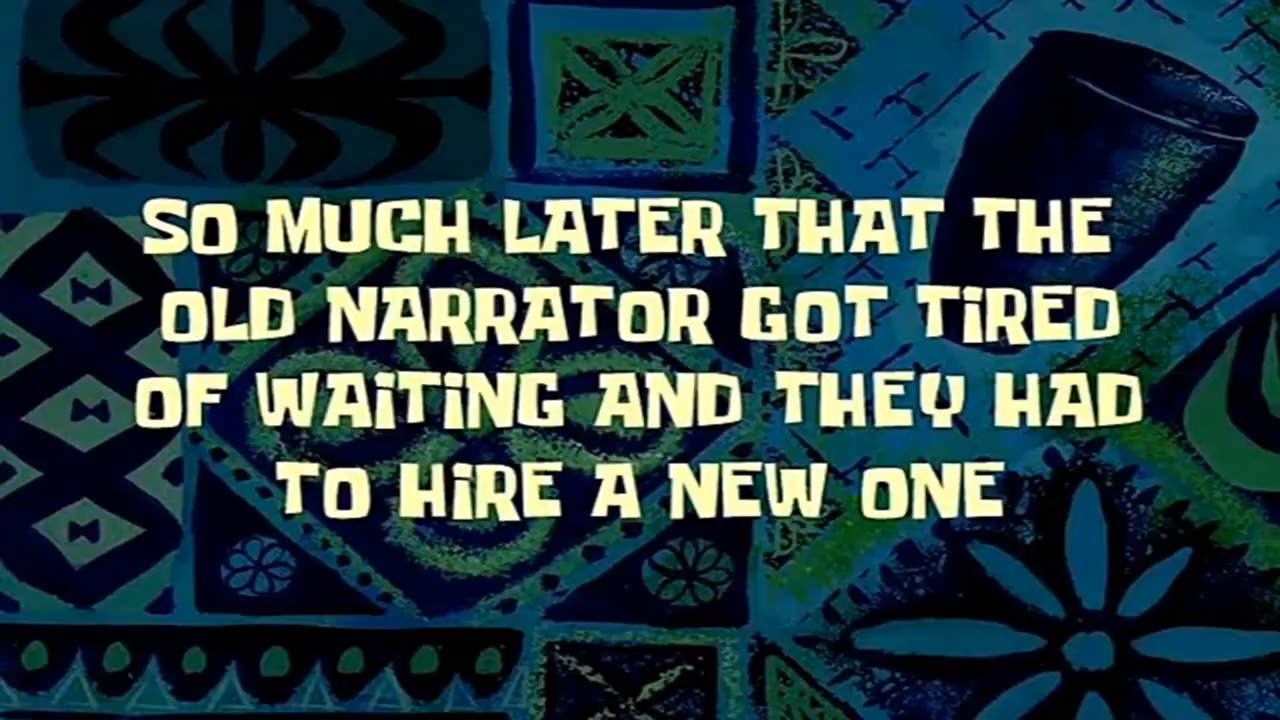 SO MUCH LATER THAT THE
OLD NARRATOR GOT TiRED
OF WAiTiNG AND THEY HAD
TO HiRE A NEW ONE